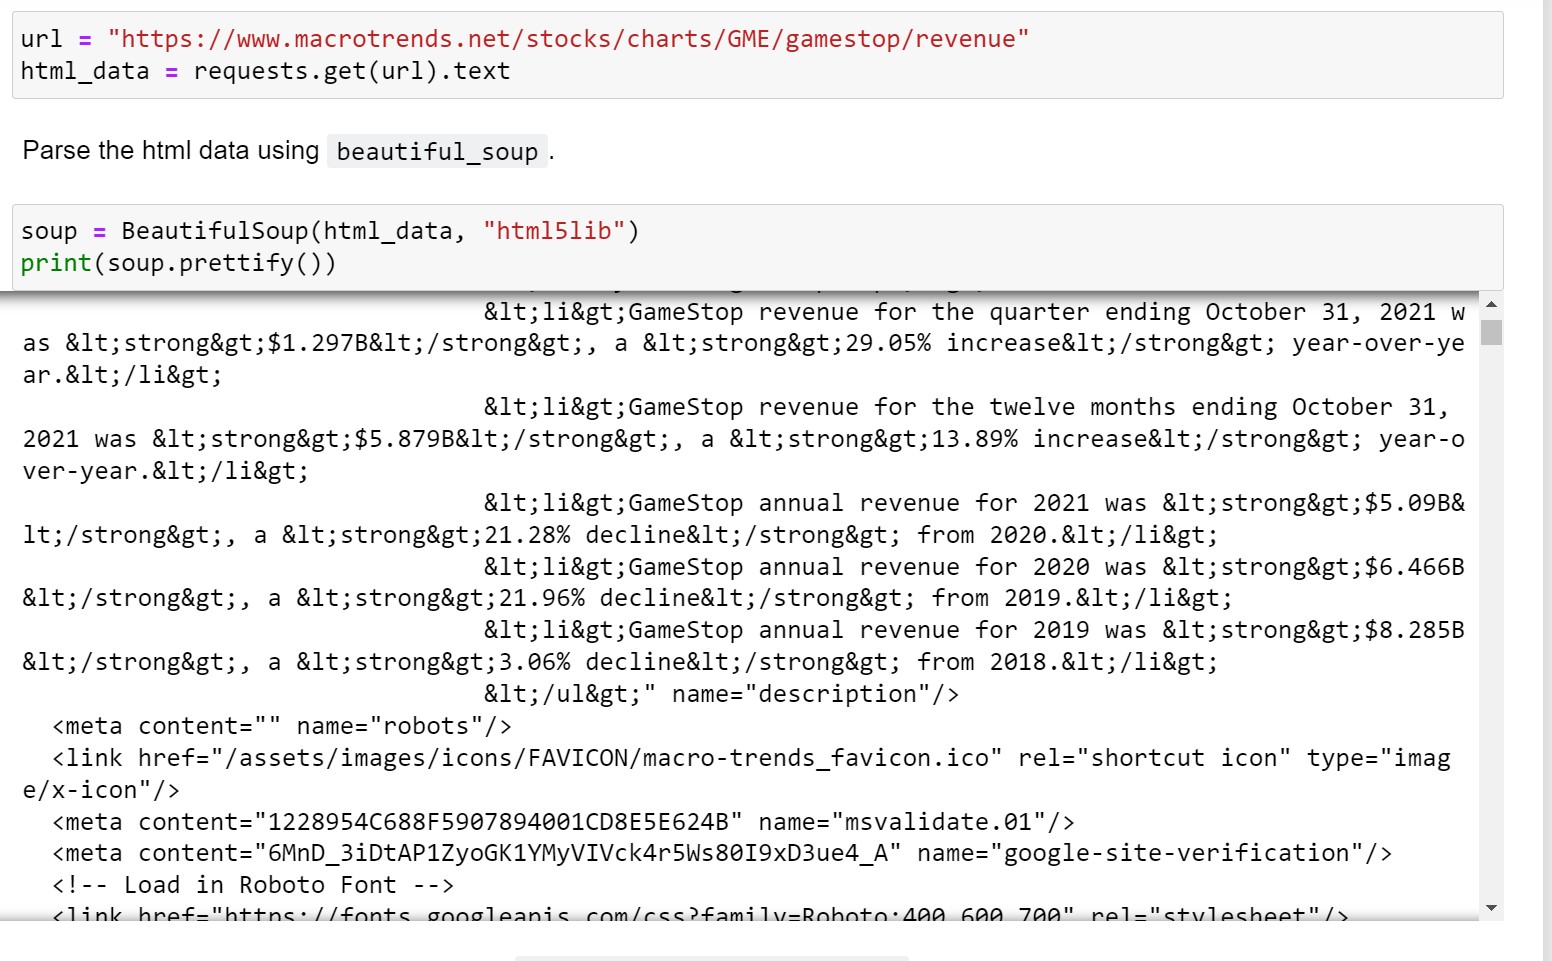 url = "https://www.macrotrends.net/stocks/charts/GME/gamestop/revenue"
html_data = requests.get(url).text
Parse the html data using beautiful_soup .
soup = BeautifulSoup(html_data, "html5lib")
print(soup.prettify())
&lt;li&gt;GameStop revenue for the quarter ending October 31, 2021 w
as &lt;strong&gt;$1.297B&lt;/strong&gt;, a &lt;strong&gt;29.05% increase&lt;/strong&gt; year-over-ye
ar.&lt;/li&gt;
&lt;li&gt;GameStop revenue for the twelve months ending October 31,
2021 was &lt;strong&gt;$5.879B&lt;/strong&gt;, a &lt;strong&gt;13.89% increase&lt;/strong&gt; year-o
ver-year.&lt;/li&gt;
&lt;li&gt;GameStop annual revenue for 2021 was &lt;strong&gt;$5.09B&
lt;/strong&gt;, a &lt;strong&gt;21.28% decline&lt;/strong&gt; from 2020.&lt;/li&gt;
&lt;li&gt;GameStop annual revenue for 2020 was &lt;strong&gt;$6.466B
&lt;/strong&gt;, a &lt;strong&gt;21.96% decline&lt;/strong&gt; from 2019.&lt;/li&gt;
&lt;li&gt;GameStop annual revenue for 2019 was &lt;strong&gt;$8.285B
&lt;/strong&gt;, a &lt;strong&gt;3.06% decline&lt;/strong&gt; from 2018.&lt;/li&gt;
&lt;/ul&gt;" name="description"/>
<meta content="" name="robots"/>
<link href="/assets/images/icons/FAVICON/macro-trends_favicon.ico" rel="shortcut icon" type="imag
e/x-icon"/>
<meta content="1228954C688F5907894001CD8E5E624B" name="msvalidate.01"/>
<meta content="6MnD_3iDtAP1ZyoGK1YMyVIVck4r5Ws80I9xD3ue4_A" name="google-site-verification"/>
<!-- Load in Roboto Font -->
<link href="https://fonts.googleapis.com/css?family=Roboto:400,600,700" rel="stylesheet"/>